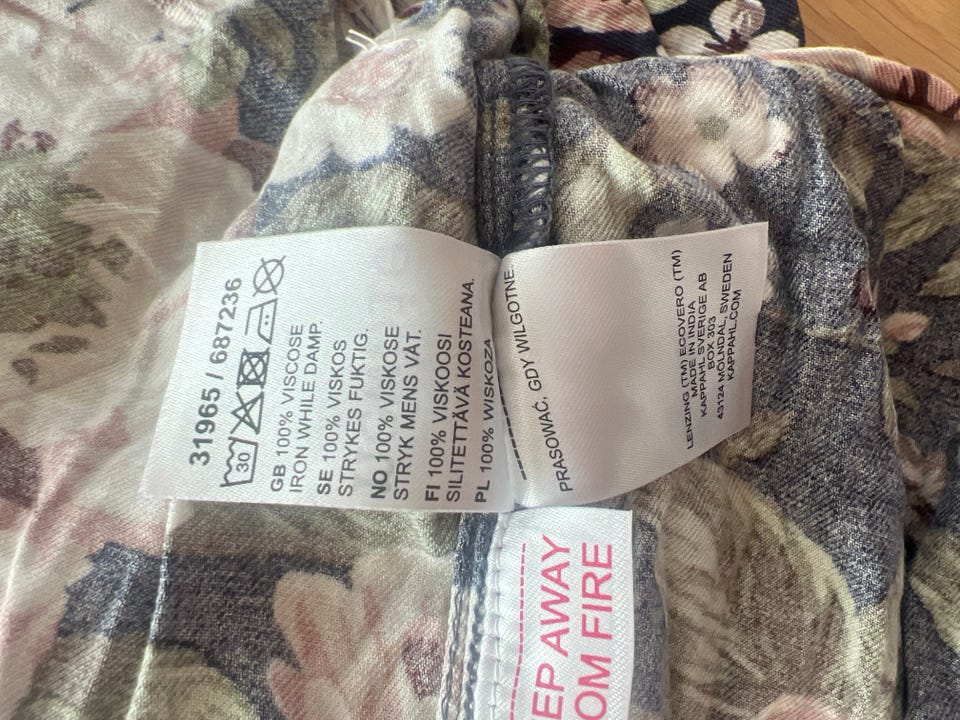 31965 / 687236
30
GB 100% VISCOSE
IRON WHILE DAMP.
SE 100% VISKOS
STRYKES FUKTIG.
NO 100% VISKOSE
STRYK MENS VÅT.
FI 100% VISKOOSI
SILITETTÄVÄ KOSTEANA.
PL 100% WISKOZA
PRASOWAĆ, GDY WILGOTNE.
LENZING (TM) ECOVERO (TM)
MADE IN INDIA
KAPPAHL SVERIGE AB
BOX 303
43124 MÖLNDAL, SWEDEN
KAPPAHL.COM
EP AWAY
OM FIRE